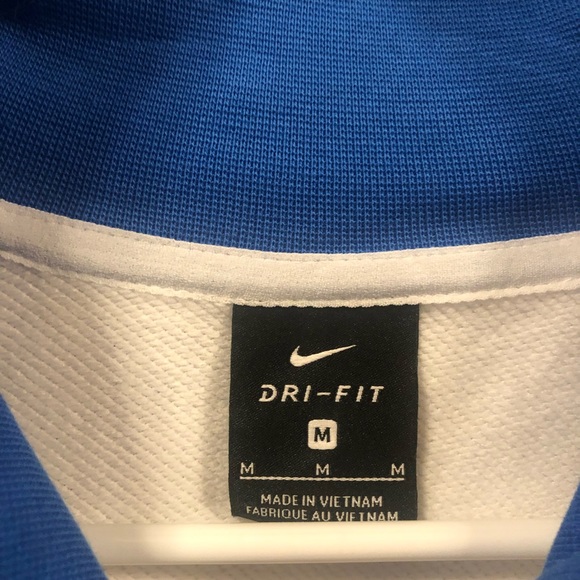 DRI-FIT
M
M M M
MADE IN VIETNAM
FABRIQUE AU VIETNAM